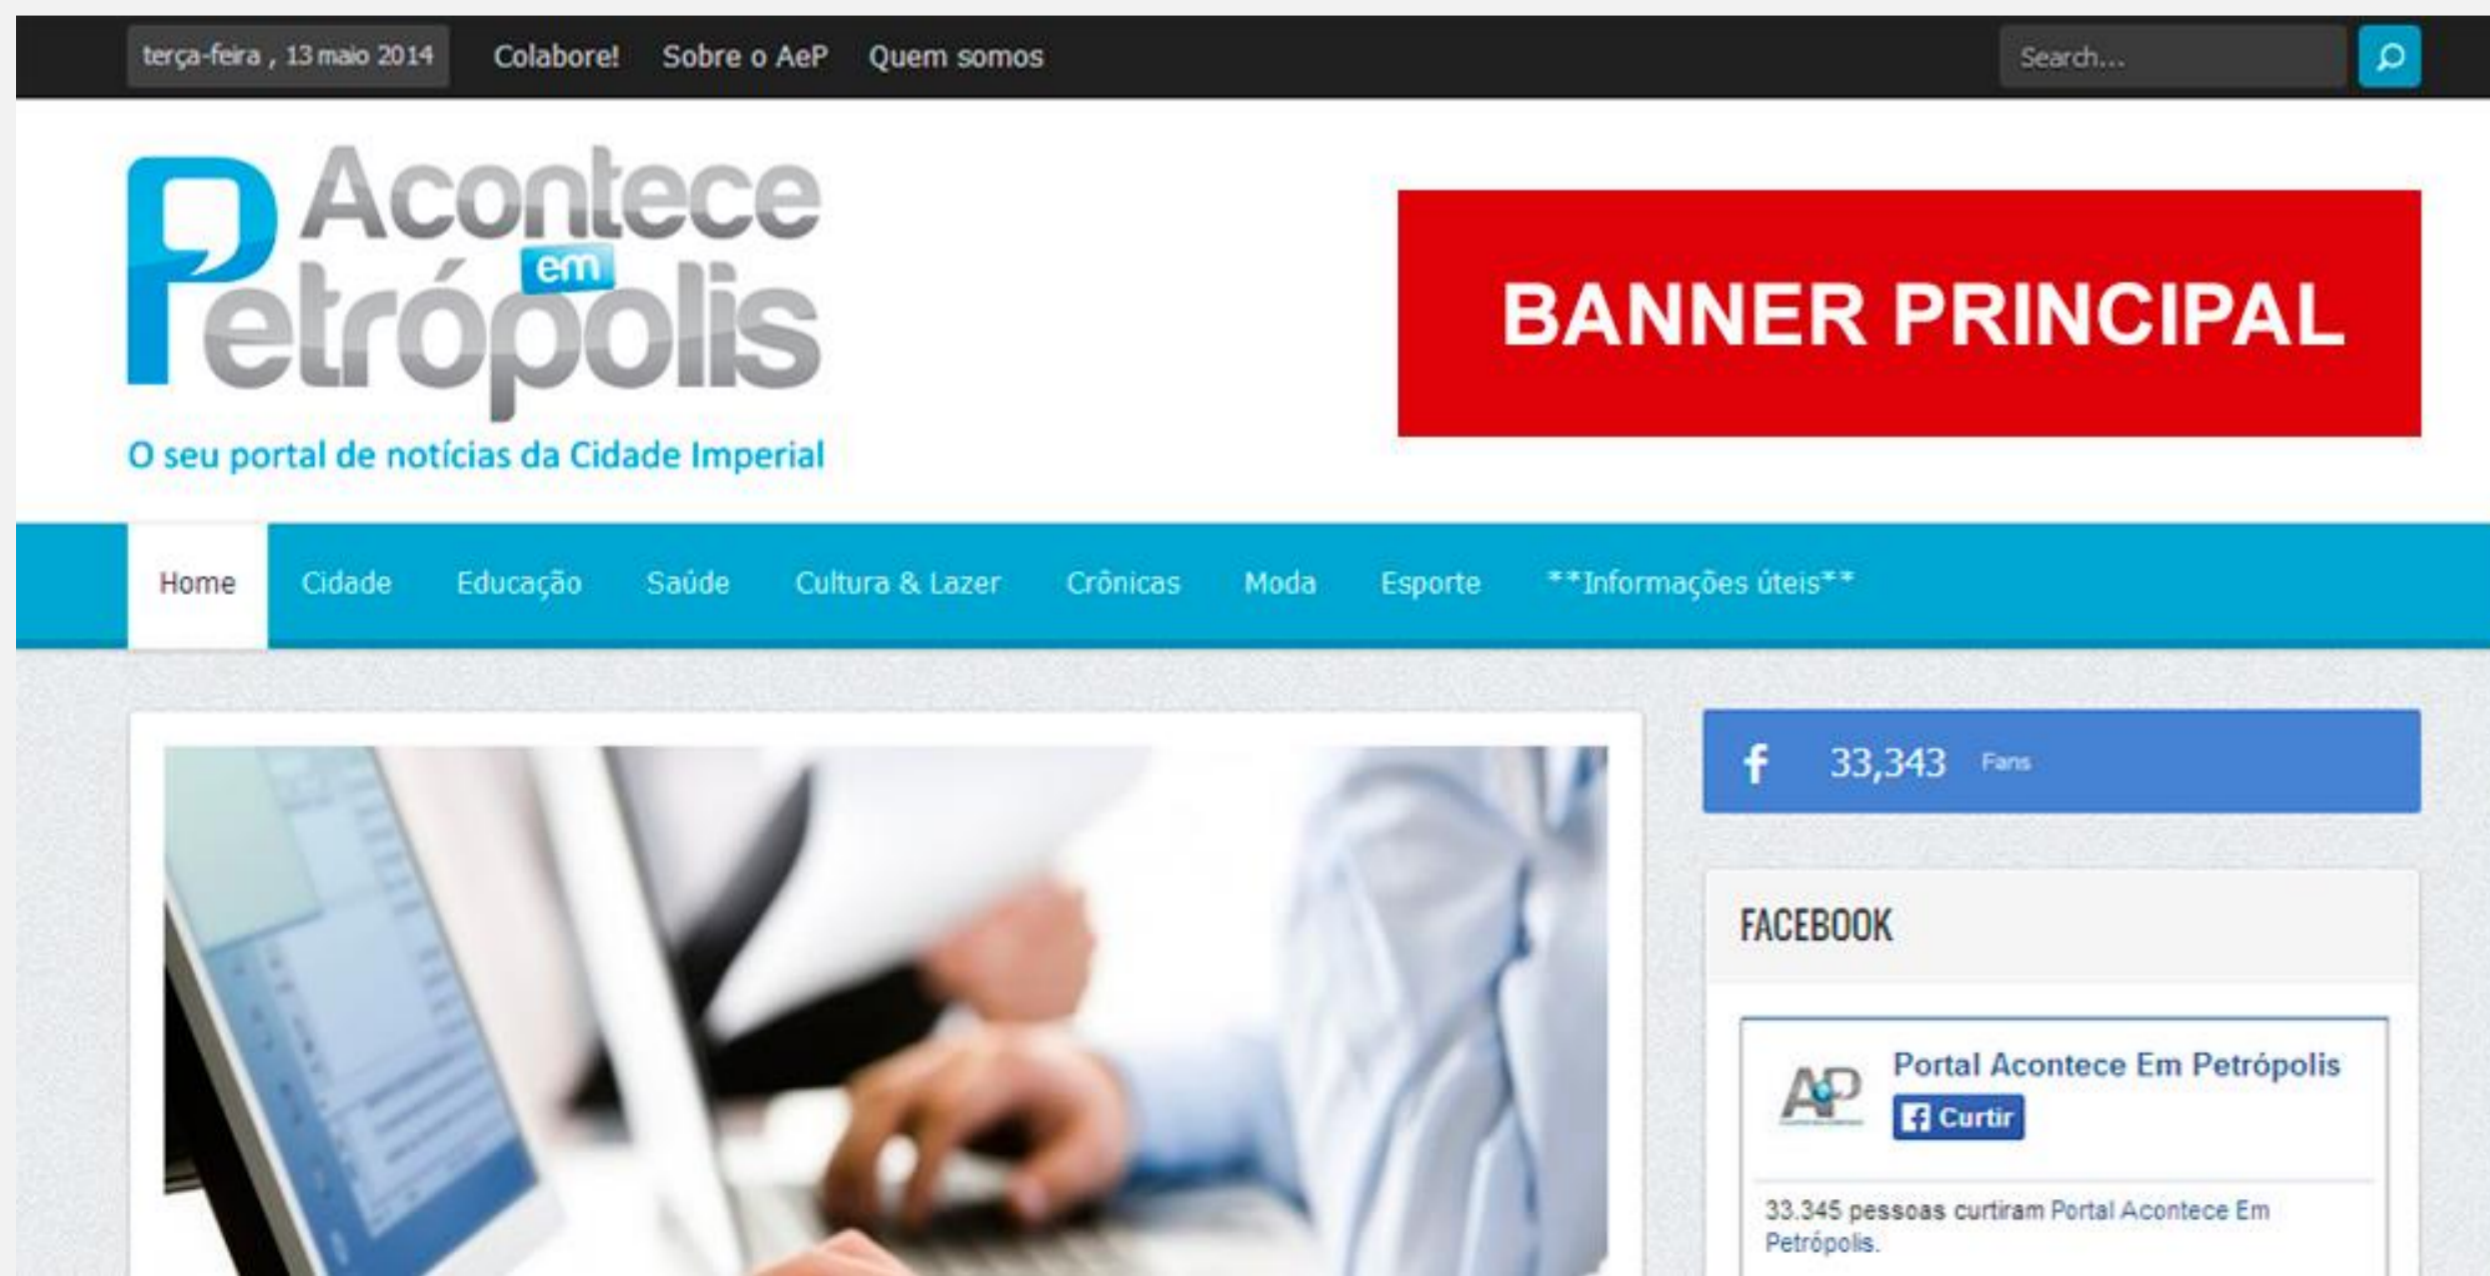 terça-feira , 13 maio 2014 Colabore! Sobre o AeP Quem somos Search...
Acontece
em
Petrópolis
O seu portal de notícias da Cidade Imperial
BANNER PRINCIPAL
Home Cidade Educação Saúde Cultura & Lazer Crônicas Moda Esporte **Informações úteis**
f 33,343 Fans
FACEBOOK
AeP
Portal Acontece Em Petrópolis
f Curtir
33.345 pessoas curtiram Portal Acontece Em
Petrópolis.